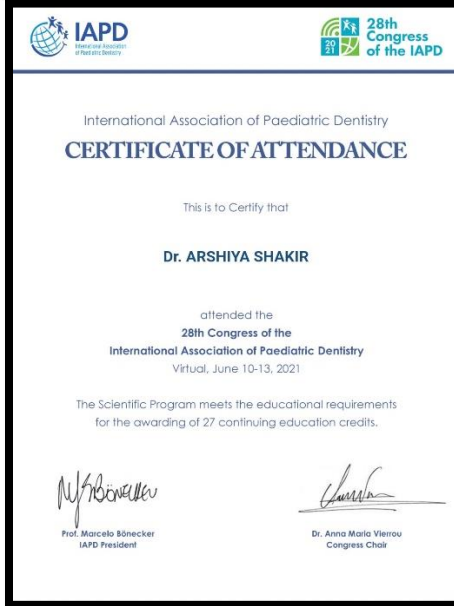 IAPD
International Association
of Paediatric Dentistry
20
21
28th
Congress
of the IAPD
International Association of Paediatric Dentistry
CERTIFICATE OF ATTENDANCE
This is to Certify that
Dr. ARSHIYA SHAKIR
attended the
28th Congress of the
International Association of Paediatric Dentistry
Virtual, June 10-13, 2021
The Scientific Program meets the educational requirements
for the awarding of 27 continuing education credits.
Prof. Marcelo Bönecker
IAPD President
Dr. Anna Maria Vierrou
Congress Chair